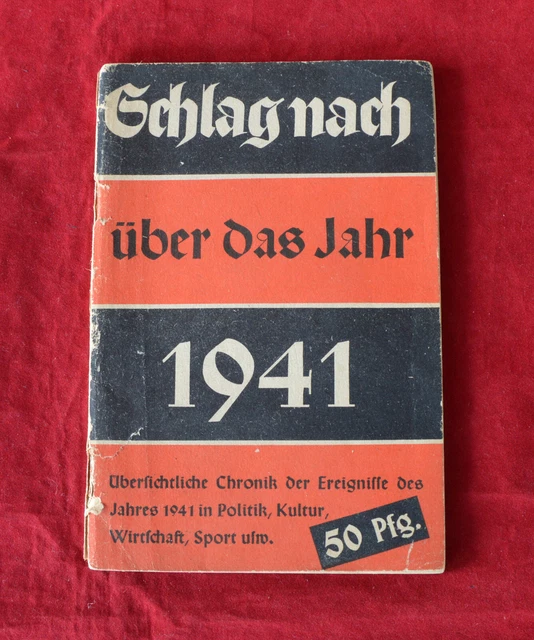 Schlag nach
über das Jahr
1941
Übersichtliche Chronik der Ereignisse des
Jahres 1941 in Politik, Kultur,
Wirtschaft, Sport usw.
50 Pfg.